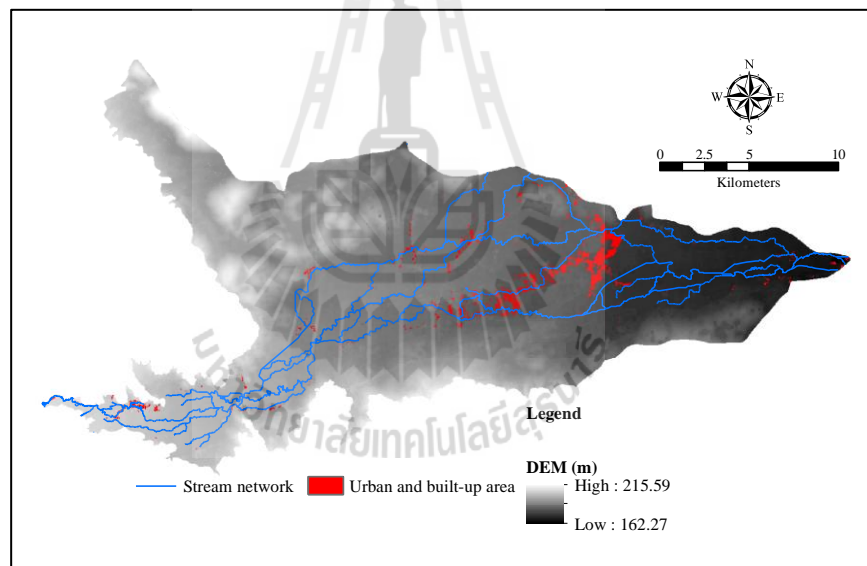 N
W E
S
0 2.5 5 10
Kilometers
มหาวิทยาลัยเทคโนโลยีสุรนารี
Legend
DEM (m)
High : 215.59
Low : 162.27
Stream network
Urban and built-up area